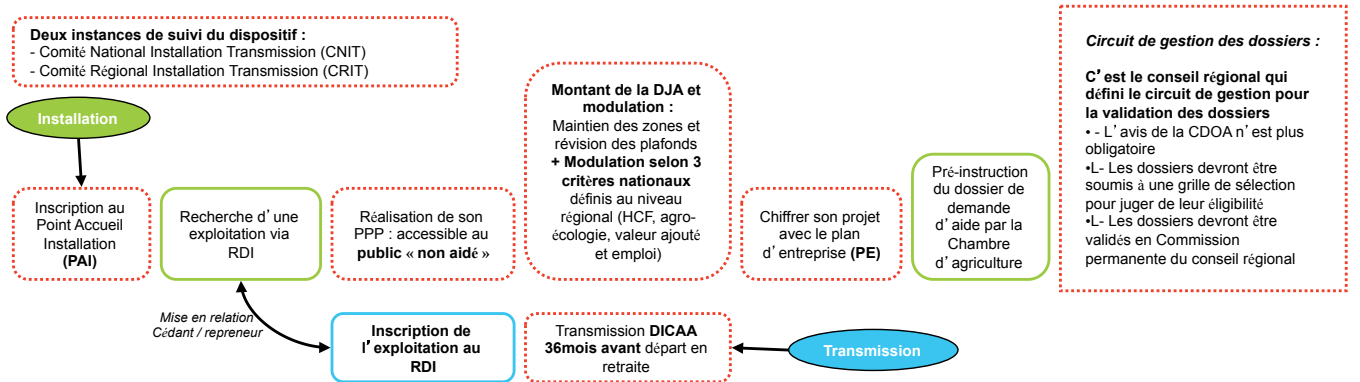 Deux instances de suivi du dispositif :
- Comité National Installation Transmission (CNIT)
- Comité Régional Installation Transmission (CRIT)
Installation
Inscription au
Point Accueil
Installation
(PAI)
Recherche d'une
exploitation via
RDI
Réalisation de son
PPP : accessible au
public « non aidé »
Montant de la DJA et
modulation :
Maintien des zones et
révision des plafonds
+ Modulation selon 3
critères nationaux
définis au niveau
régional (HCF, agro-
écologie, valeur ajouté
et emploi)
Chiffrer son projet
avec le plan
d'entreprise (PE)
Pré-instruction
du dossier de
demande
d'aide par la
Chambre
d'agriculture
Circuit de gestion des dossiers :
C'est le conseil régional qui
défini le circuit de gestion pour
la validation des dossiers
• - L'avis de la CDOA n'est plus
obligatoire
•L- Les dossiers devront être
soumis à une grille de sélection
pour juger de leur éligibilité
•L- Les dossiers devront être
validés en Commission
permanente du conseil régional
Mise en relation
Cédant / repreneur
Inscription de
l'exploitation au
RDI
Transmission DICAA
36mois avant départ en
retraite
Transmission